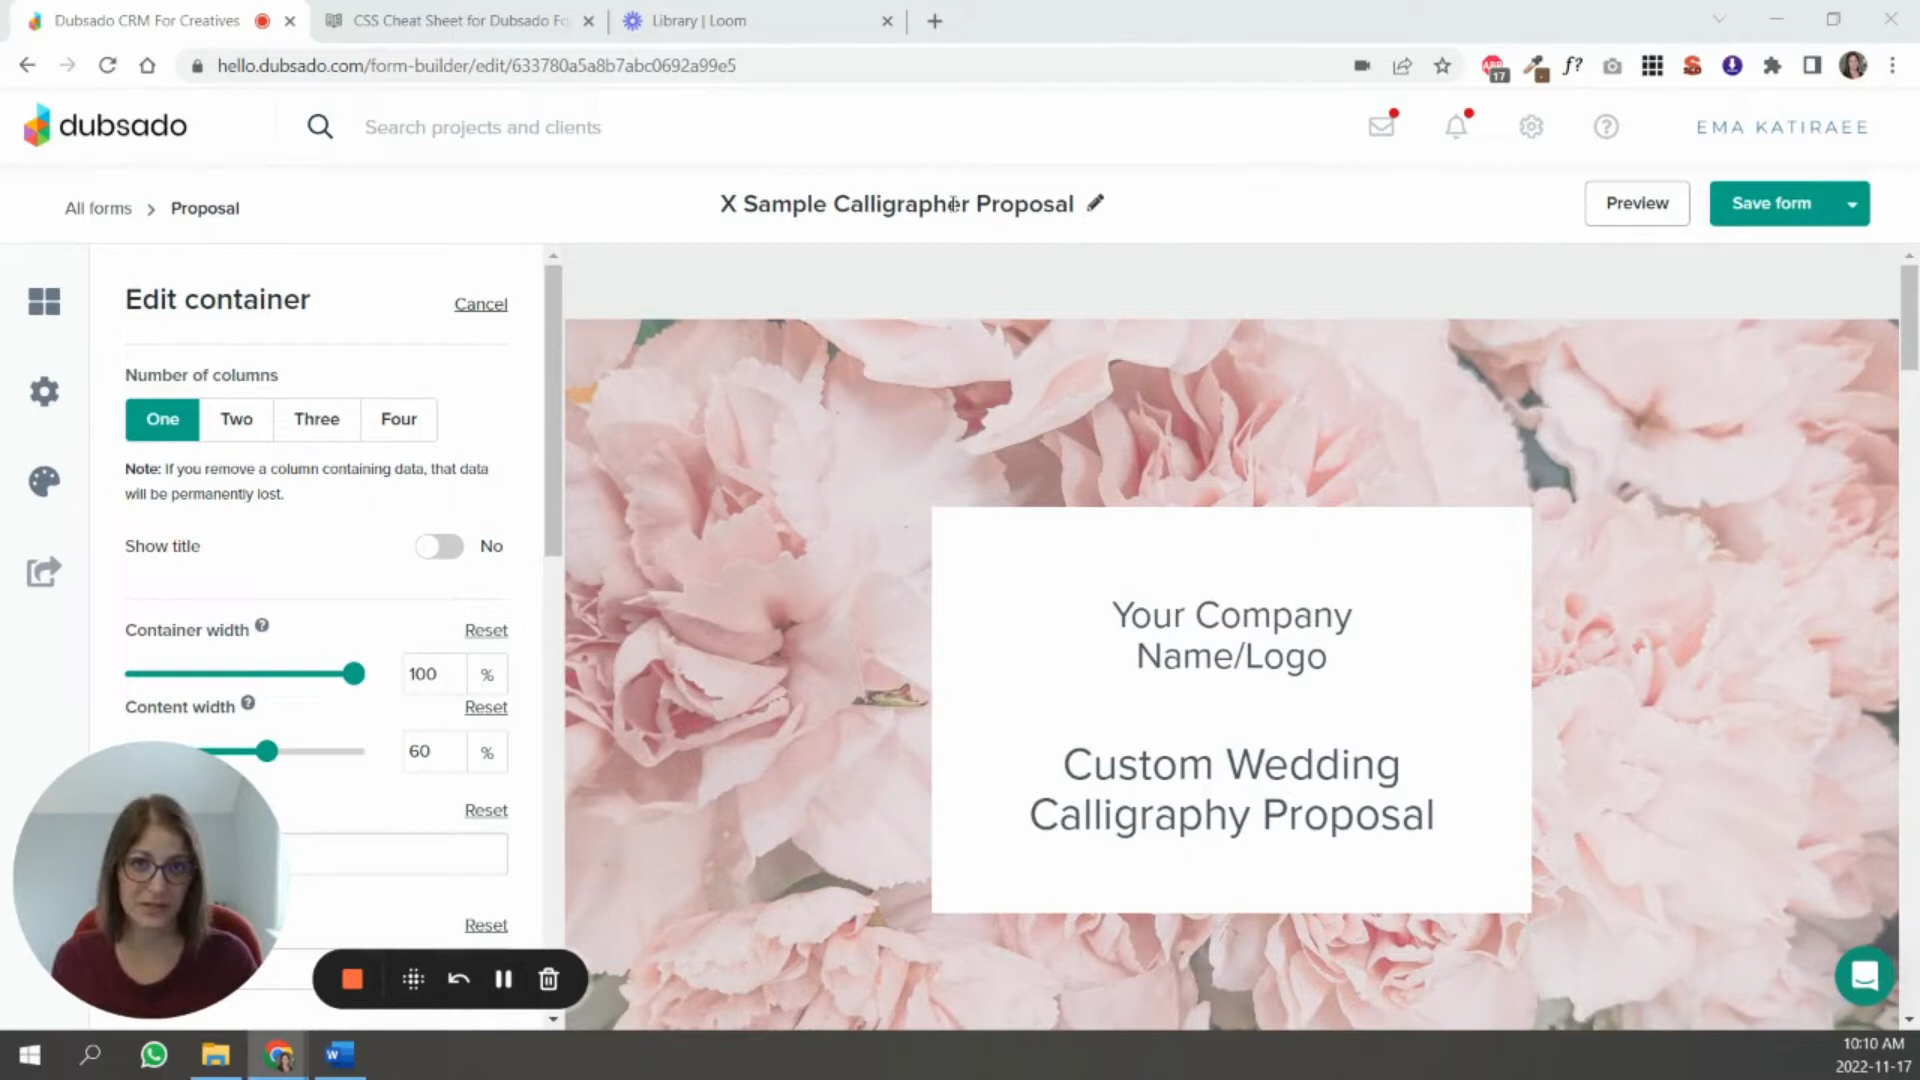 Dubsado CRM For Creatives
CSS Cheat Sheet for Dubsado Fo
Library | Loom
hello.dubsado.com/form-builder/edit/633780a5a8b7abc0692a99e5
17
f?
dubsado
Search projects and clients
EMA KATIRAEE
All forms > Proposal
X Sample Calligrapher Proposal
Preview
Save form
Edit container
Cancel
Number of columns
One
Two
Three
Four
Note: If you remove a column containing data, that data
will be permanently lost.
Show title
No
Container width
Reset
100
%
Content width
Reset
60
%
Reset
Reset
Your Company
Name/Logo
Custom Wedding
Calligraphy Proposal
10:10 AM
2022-11-17